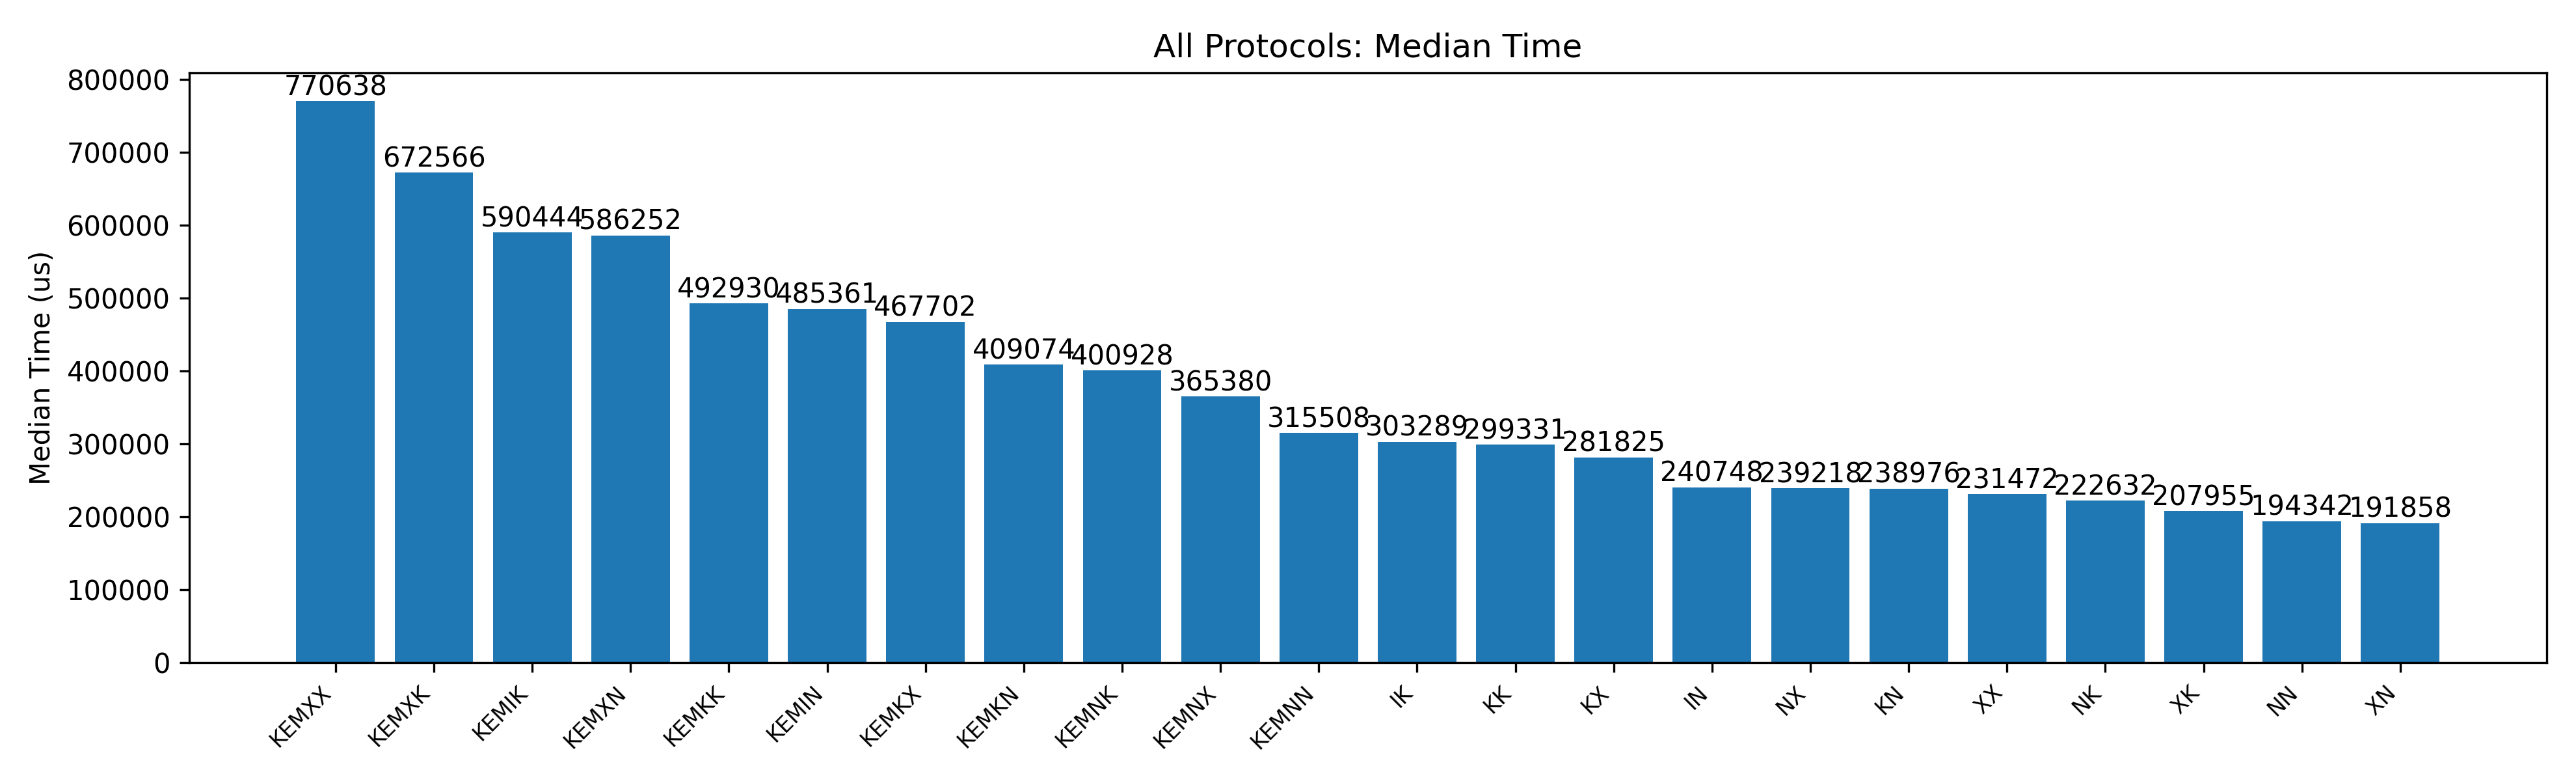 All Protocols: Median Time
Median Time (us)
800000
700000
600000
500000
400000
300000
200000
100000
0
770638
672566
590444
586252
492930
485361
467702
409074
400928
365380
315508
303289
299331
281825
240748
239218
238976
231472
222632
207955
194342
191858
KEMXX
KEMXK
KEMIK
KEMXN
KEMKK
KEMIN
KEMKX
KEMKN
KEMNK
KEMNX
KEMNN
IK
KK
KX
IN
NX
KN
XX
NK
XK
NN
XN